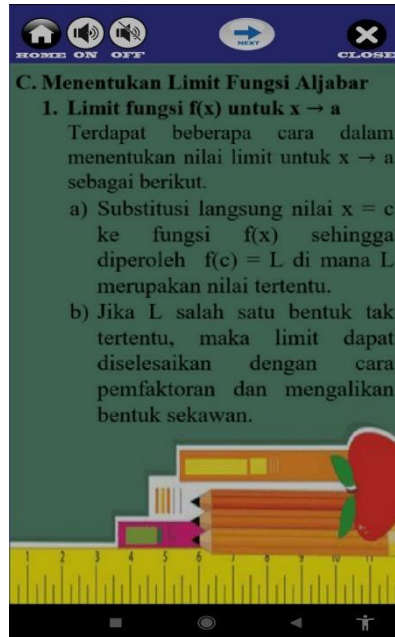 HOME ON OFF NEXT CLOSE
C. Menentukan Limit Fungsi Aljabar
1. Limit fungsi f(x) untuk x → a
Terdapat beberapa cara dalam
menentukan nilai limit untuk x → a
sebagai berikut.
a) Substitusi langsung nilai x = c
ke fungsi f(x) sehingga
diperoleh f(c) = L di mana L
merupakan nilai tertentu.
b) Jika L salah satu bentuk tak
tertentu, maka limit dapat
diselesaikan dengan cara
pemfaktoran dan mengalikan
bentuk sekawan.
1 2 3 4 5 6 7 8 9 10 11